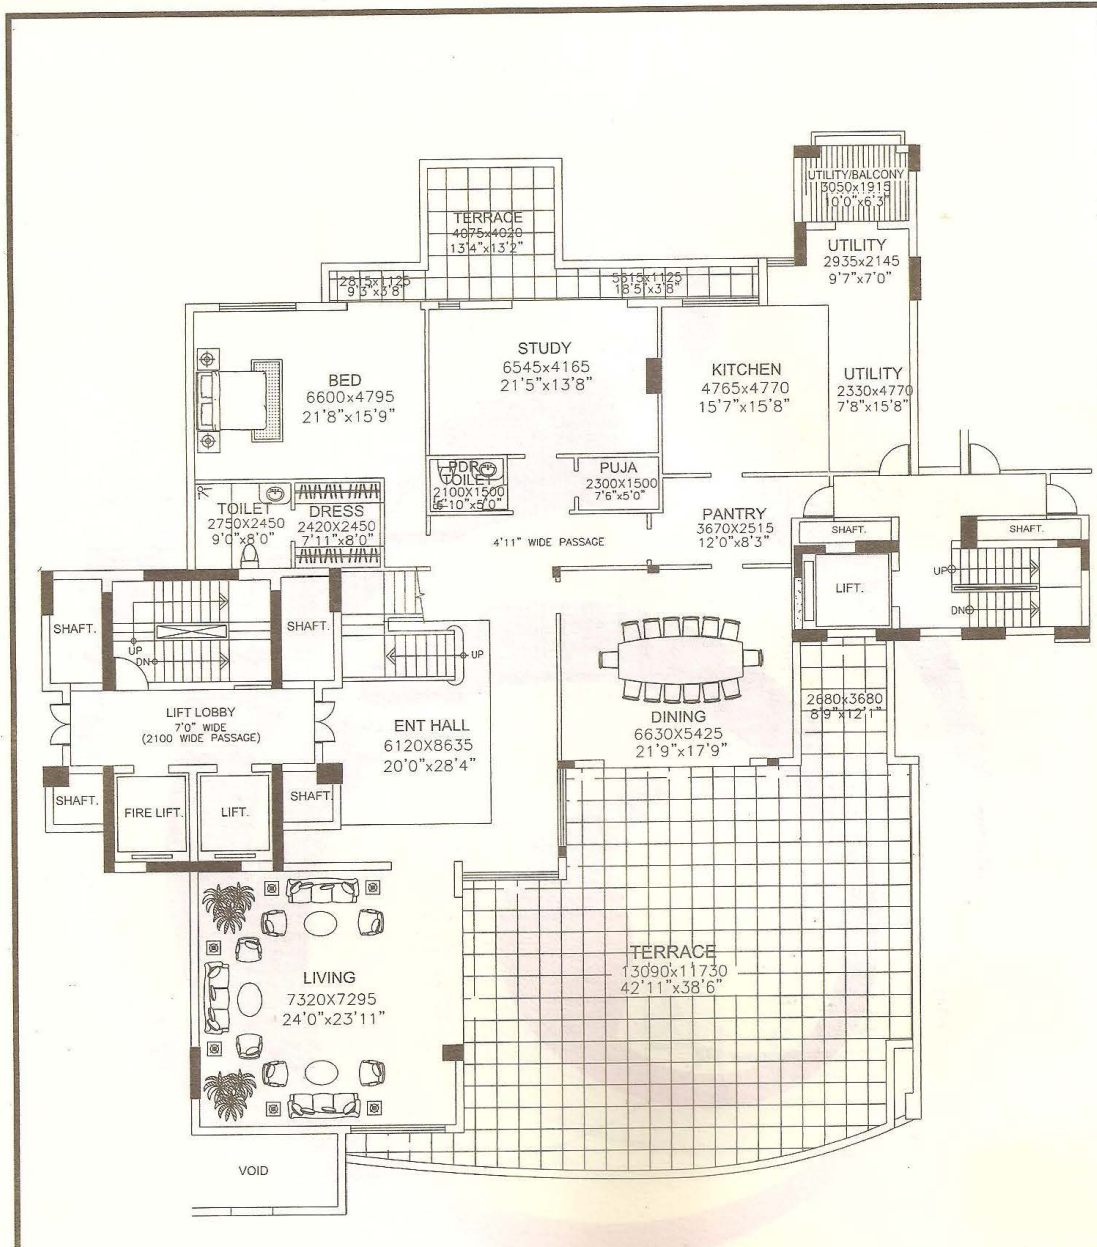 UTILITY/BALCONY
3050x1915
10'0"x6'3"
TERRACE
4075x4020
13'4"x13'2"
UTILITY
2935x2145
9'7"x7'0"
2815x1125
9'3"x3'8"
5615x1125
18'5"x3'8"
STUDY
6545x4165
21'5"x13'8"
BED
6600x4795
21'8"x15'9"
KITCHEN
4765x4770
15'7"x15'8"
UTILITY
2330x4770
7'8"x15'8"
PDR.
TOILET
2100X1500
6'10"x5'0"
PUJA
2300X1500
7'6"x5'0"
TOILET
2750X2450
9'0"x8'0"
DRESS
2420X2450
7'11"x8'0"
PANTRY
3670X2515
12'0"x8'3"
4'11" WIDE PASSAGE
SHAFT.
SHAFT.
LIFT.
UP
DN
SHAFT.
SHAFT.
UP
DN
UP
LIFT LOBBY
7'0" WIDE
(2100 WIDE PASSAGE)
ENT HALL
6120X8635
20'0"x28'4"
DINING
6630X5425
21'9"x17'9"
2680x3680
8'9"x12'1"
SHAFT.
FIRE LIFT.
LIFT.
SHAFT.
TERRACE
13090x11730
42'11"x38'6"
LIVING
7320X7295
24'0"x23'11"
VOID